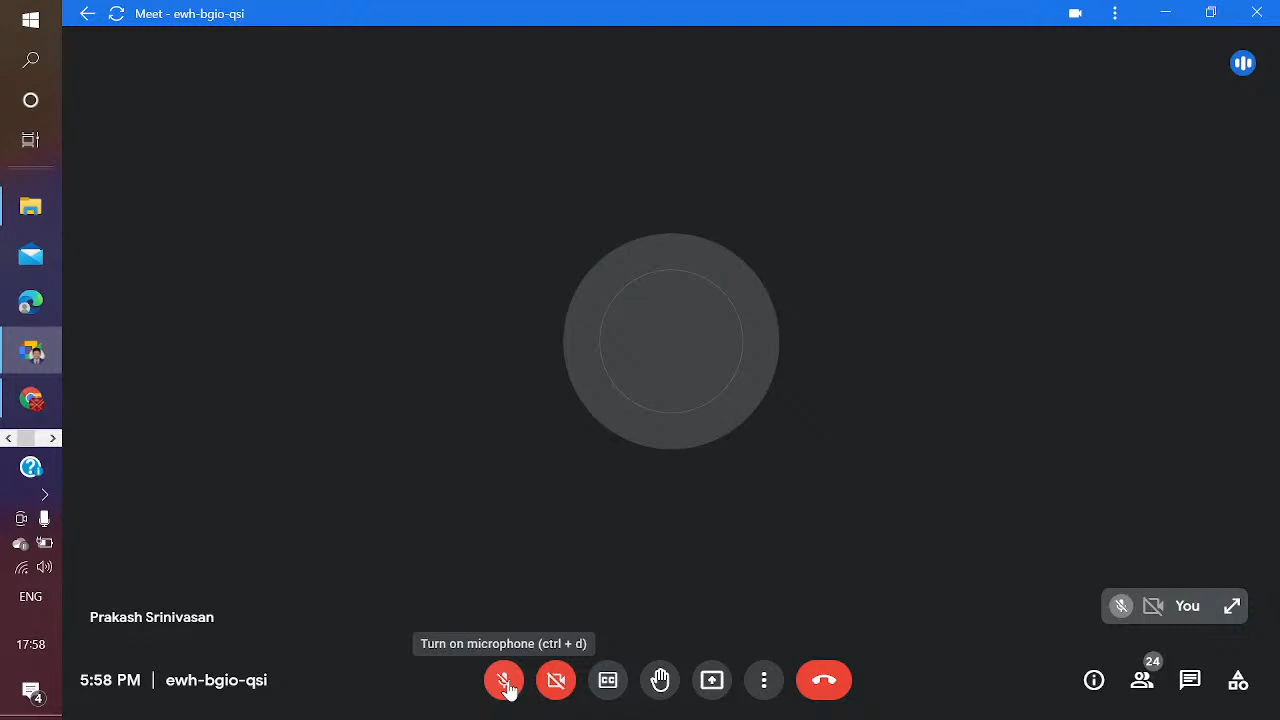 Meet - ewh-bgio-qsi
ENG
17:58
4
Prakash Srinivasan
You
Turn on microphone (ctrl + d)
5:58 PM | ewh-bgio-qsi
CC
24